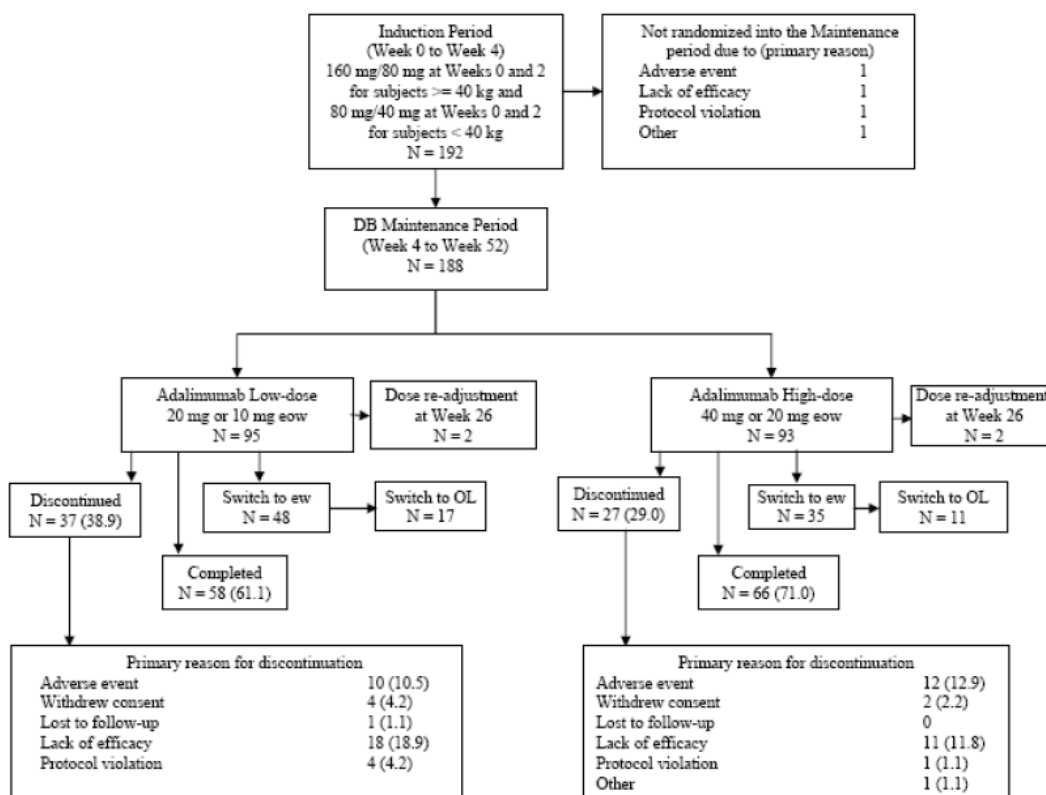 Induction Period
(Week 0 to Week 4)
160 mg/80 mg at Weeks 0 and 2
for subjects >= 40 kg and
80 mg/40 mg at Weeks 0 and 2
for subjects < 40 kg
N = 192
Not randomized into the Maintenance
period due to (primary reason)
Adverse event 1
Lack of efficacy 1
Protocol violation 1
Other 1
DB Maintenance Period
(Week 4 to Week 52)
N = 188
Adalimumab Low-dose
20 mg or 10 mg eow
N = 95
Dose re-adjustment
at Week 26
N = 2
Adalimumab High-dose
40 mg or 20 mg eow
N = 93
Dose re-adjustment
at Week 26
N = 2
Discontinued
N = 37 (38.9)
Switch to ew
N = 48
Switch to OL
N = 17
Discontinued
N = 27 (29.0)
Switch to ew
N = 35
Switch to OL
N = 11
Completed
N = 58 (61.1)
Completed
N = 66 (71.0)
Primary reason for discontinuation
Adverse event 10 (10.5)
Withdrew consent 4 (4.2)
Lost to follow-up 1 (1.1)
Lack of efficacy 18 (18.9)
Protocol violation 4 (4.2)
Primary reason for discontinuation
Adverse event 12 (12.9)
Withdrew consent 2 (2.2)
Lost to follow-up 0
Lack of efficacy 11 (11.8)
Protocol violation 1 (1.1)
Other 1 (1.1)